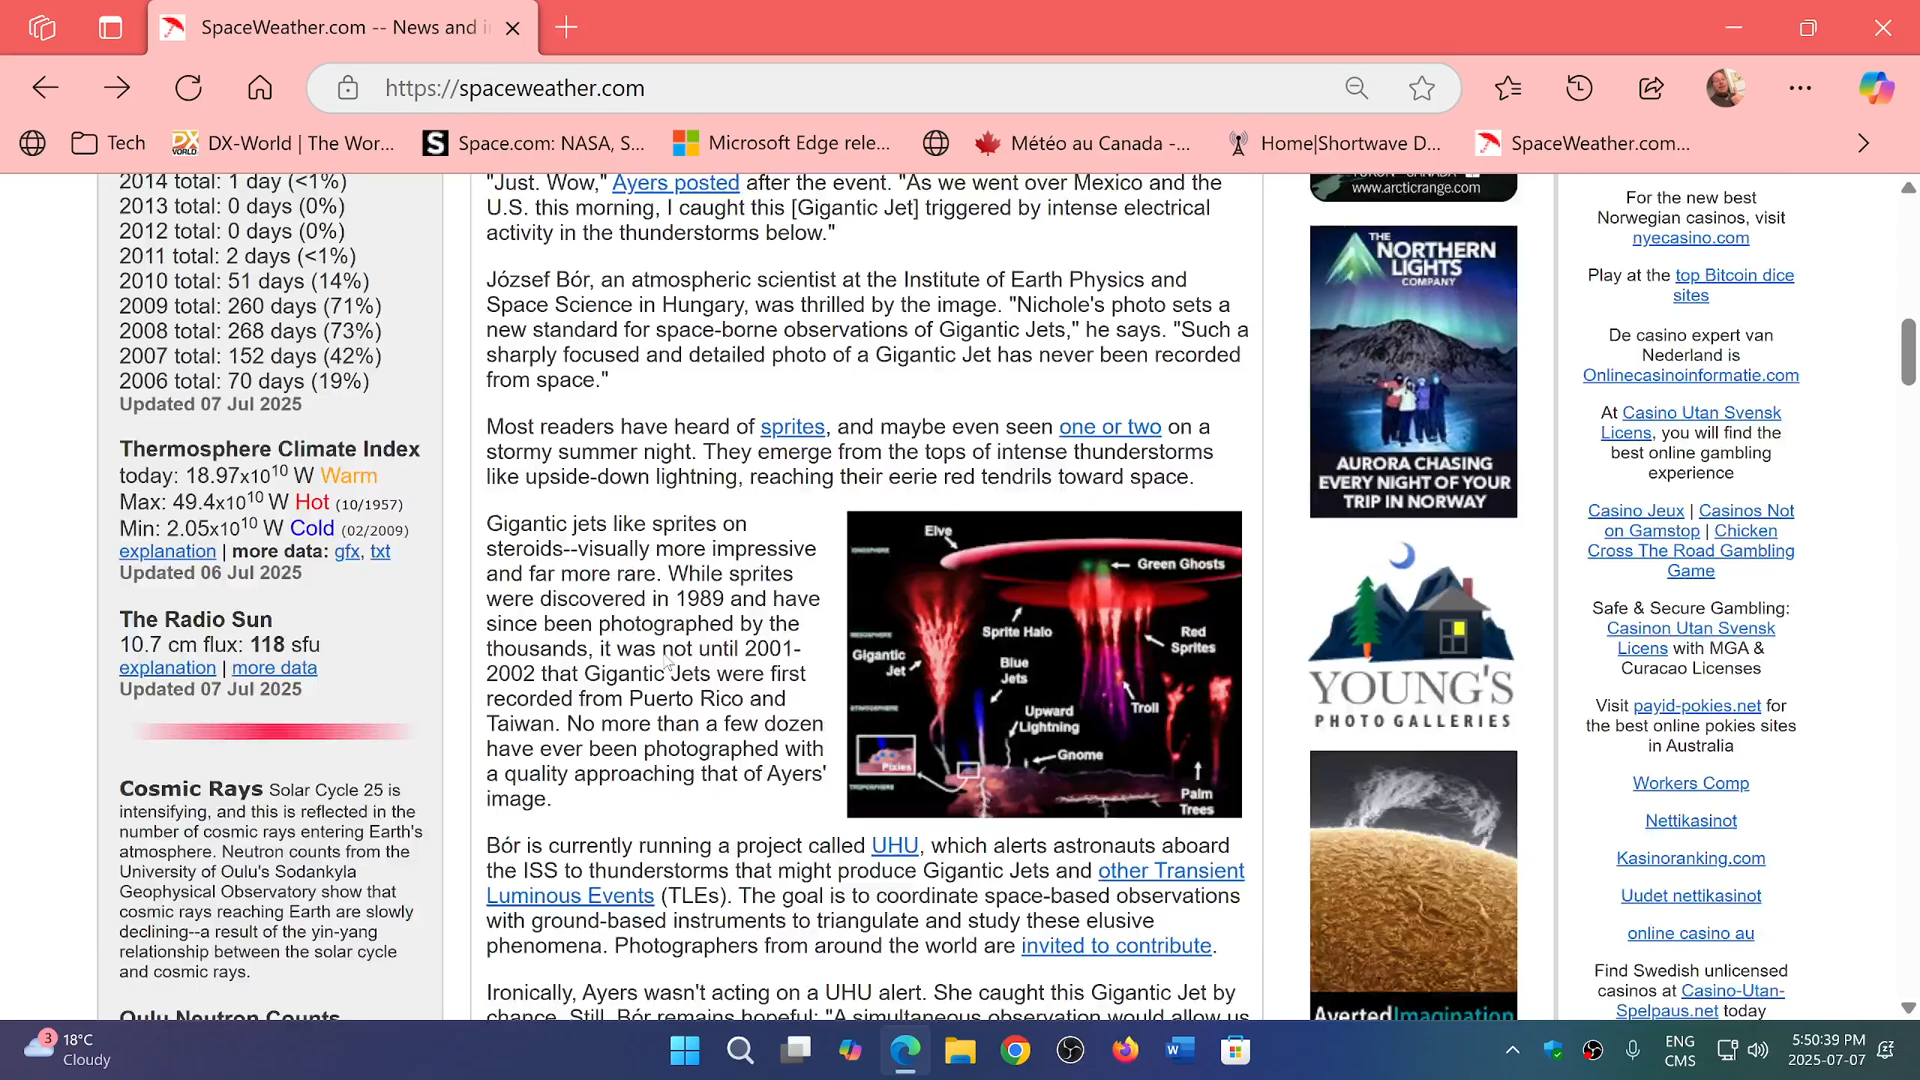 SpaceWeather.com -- News and i
https://spaceweather.com
Tech
DX-World | The Wor...
Space.com: NASA, S...
Microsoft Edge rele...
Météo au Canada -...
Home|Shortwave D...
SpaceWeather.com...
2014 total: 1 day (<1%)
2013 total: 0 days (0%)
2012 total: 0 days (0%)
2011 total: 2 days (<1%)
2010 total: 51 days (14%)
2009 total: 260 days (71%)
2008 total: 268 days (73%)
2007 total: 152 days (42%)
2006 total: 70 days (19%)
Updated 07 Jul 2025
Thermosphere Climate Index
today: 18.97x10¹⁰ W Warm
Max: 49.4x10¹⁰ W Hot (10/1957)
Min: 2.05x10¹⁰ W Cold (02/2009)
explanation | more data: gfx, txt
Updated 06 Jul 2025
The Radio Sun
10.7 cm flux: 118 sfu
explanation | more data
Updated 07 Jul 2025
Cosmic Rays Solar Cycle 25 is
intensifying, and this is reflected in the
number of cosmic rays entering Earth's
atmosphere. Neutron counts from the
University of Oulu's Sodankyla
Geophysical Observatory show that
cosmic rays reaching Earth are slowly
declining--a result of the yin-yang
relationship between the solar cycle
and cosmic rays.
Oulu Neutron Counts
"Just. Wow," Ayers posted after the event. "As we went over Mexico and the
U.S. this morning, I caught this [Gigantic Jet] triggered by intense electrical
activity in the thunderstorms below."
József Bór, an atmospheric scientist at the Institute of Earth Physics and
Space Science in Hungary, was thrilled by the image. "Nichole's photo sets a
new standard for space-borne observations of Gigantic Jets," he says. "Such a
sharply focused and detailed photo of a Gigantic Jet has never been recorded
from space."
Most readers have heard of sprites, and maybe even seen one or two on a
stormy summer night. They emerge from the tops of intense thunderstorms
like upside-down lightning, reaching their eerie red tendrils toward space.
Gigantic jets like sprites on
steroids--visually more impressive
and far more rare. While sprites
were discovered in 1989 and have
since been photographed by the
thousands, it was not until 2001-
2002 that Gigantic Jets were first
recorded from Puerto Rico and
Taiwan. No more than a few dozen
have ever been photographed with
a quality approaching that of Ayers'
image.
Elve
Green Ghosts
Sprite Halo
Red
Sprites
Gigantic
Jet
Blue
Jets
Troll
Upward
Lightning
Gnome
Pixies
Palm
Trees
Bór is currently running a project called UHU, which alerts astronauts aboard
the ISS to thunderstorms that might produce Gigantic Jets and other Transient
Luminous Events (TLEs). The goal is to coordinate space-based observations
with ground-based instruments to triangulate and study these elusive
phenomena. Photographers from around the world are invited to contribute.
Ironically, Ayers wasn't acting on a UHU alert. She caught this Gigantic Jet by
chance. Still, Bór remains hopeful: "A simultaneous observation would allow us
www.arcticrange.com
THE
NORTHERN
LIGHTS
COMPANY
AURORA CHASING
EVERY NIGHT OF YOUR
TRIP IN NORWAY
YOUNG'S
PHOTO GALLERIES
AvertedImagination
For the new best
Norwegian casinos, visit
nyecasino.com
Play at the top Bitcoin dice
sites
De casino expert van
Nederland is
Onlinecasinoinformatie.com
At Casino Utan Svensk
Licens, you will find the
best online gambling
experience
Casino Jeux | Casinos Not
on Gamstop | Chicken
Cross The Road Gambling
Game
Safe & Secure Gambling:
Casinon Utan Svensk
Licens with MGA &
Curacao Licenses
Visit payid-pokies.net for
the best online pokies sites
in Australia
Workers Comp
Nettikasinot
Kasinoranking.com
Uudet nettikasinot
online casino au
Find Swedish unlicensed
casinos at Casino-Utan-
Spelpaus.net today
3
18°C
Cloudy
ENG
CMS
5:50:39 PM
2025-07-07